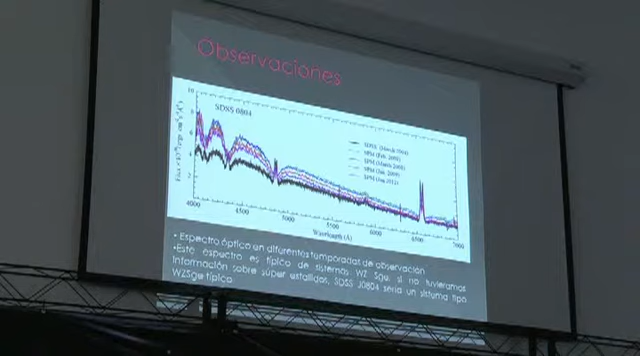 Observaciones
SDSS 0804
4000 4500 5000 5500 6000 6500 7000
Wavelength (Å)
• Espectro óptico en diferentes temporadas de observación
•Este espectro es típico de sistemas WZ Sge, si no tuvieramos
información sobre súper estallidos, SDSS J0804 sería un sistema tipo
WZSge típico.